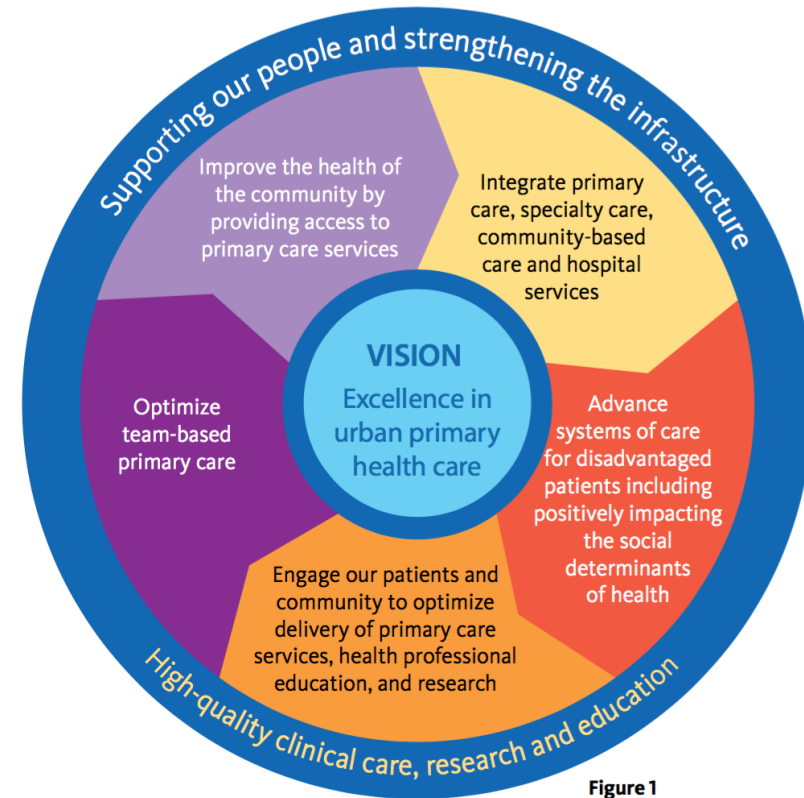 Supporting our people and strengthening the infrastructure
Improve the health of
the community by
providing access to
primary care services
Integrate primary
care, specialty care,
community-based
care and hospital
services
VISION
Excellence in
urban primary
health care
Optimize
team-based
primary care
Advance
systems of care
for disadvantaged
patients including
positively impacting
the social
determinants
of health
Engage our patients and
community to optimize
delivery of primary care
services, health professional
education, and research
High-quality clinical care, research and education
Figure 1